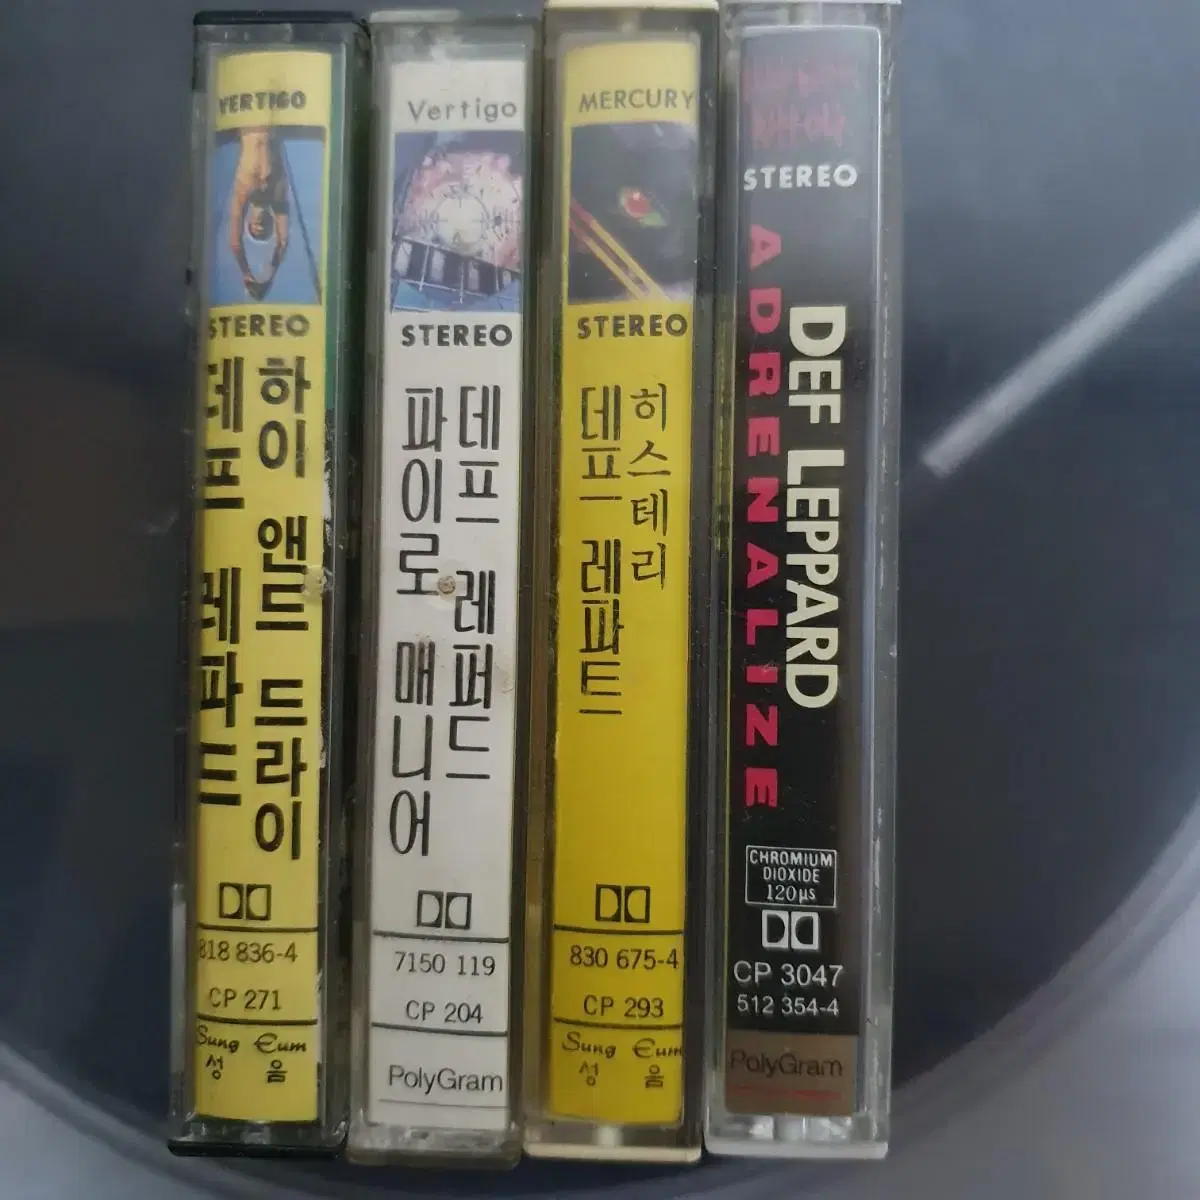 VERTIGO
STEREO
하이 앤드 드라이
데프 레파드
818 836-4
CP 271
Sung Eum
성 음
Vertigo
STEREO
데프 레퍼드
파이로 매니어
7150 119
CP 204
PolyGram
MERCURY
STEREO
히스테리
데프 레파트
830 675-4
CP 293
Sung Eum
성 음
STEREO
DEF LEPPARD
ADRENALIZE
CHROMIUM
DIOXIDE
120µs
CP 3047
512 354-4
PolyGram